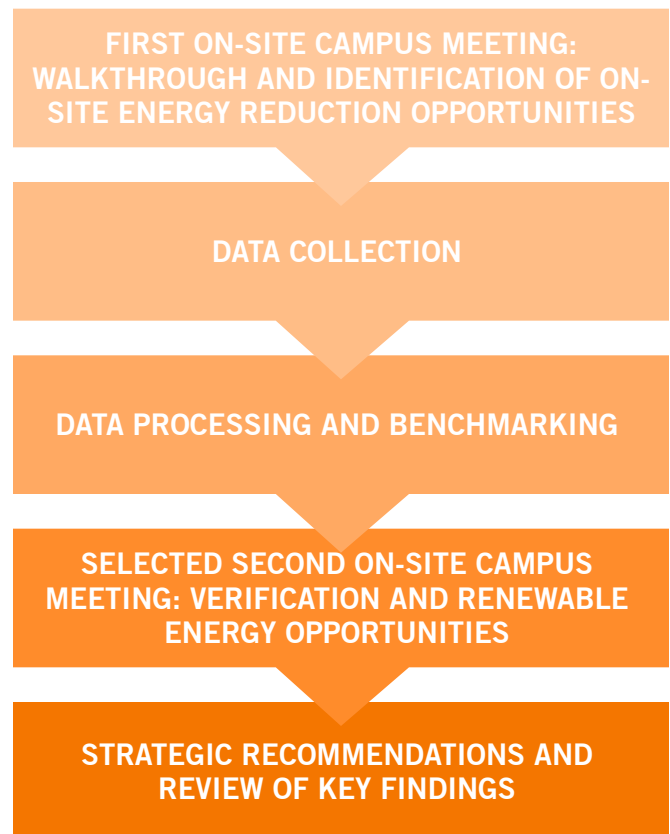 FIRST ON-SITE CAMPUS MEETING:
WALKTHROUGH AND IDENTIFICATION OF ON-
SITE ENERGY REDUCTION OPPORTUNITIES
DATA COLLECTION
DATA PROCESSING AND BENCHMARKING
SELECTED SECOND ON-SITE CAMPUS
MEETING: VERIFICATION AND RENEWABLE
ENERGY OPPORTUNITIES
STRATEGIC RECOMMENDATIONS AND
REVIEW OF KEY FINDINGS